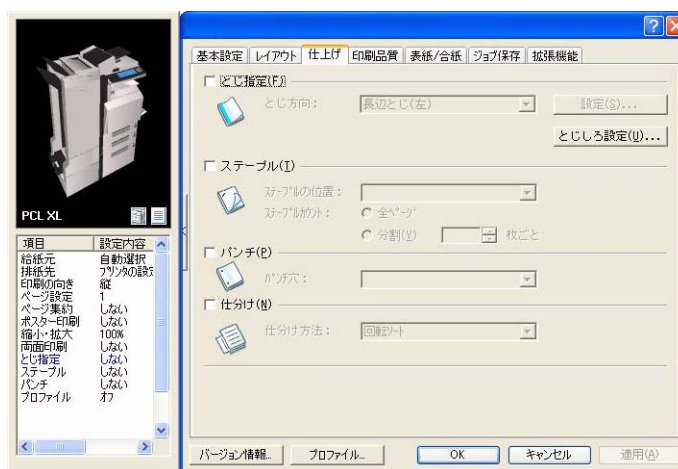 基本設定 レイアウト 仕上げ 印刷品質 表紙/合紙 ジョブ保存 拡張機能
とじ指定(F)
とじ方向： 長辺とじ(左) 設定(S)...
とじしろ設定(U)...
ステープル(I)
ステープルの位置：
ステープルカウント： 全ページ
分割(V) 枚ごと
パンチ(P)
パンチ穴：
仕分け(N)
仕分け方法： 回転ソート
PCL XL
項目 設定内容
給紙元 自動選択
排紙先 プリンタの設定
印刷の向き 縦
ページ設定 1
ページ集約 しない
ポスター印刷 しない
縮小・拡大 100%
両面印刷 しない
とじ指定 しない
ステープル しない
パンチ しない
プロファイル オフ
バージョン情報... プロファイル... OK キャンセル 適用(A)